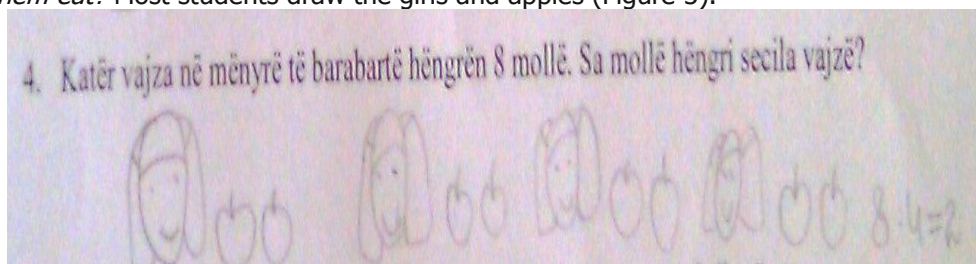 hem eat? Most students draw the girls and apples (Figure 5).
4. Katër vajza në mënyrë të barabartë hëngrën 8 mollë. Sa mollë hëngri secila vajzë?
8:4=2